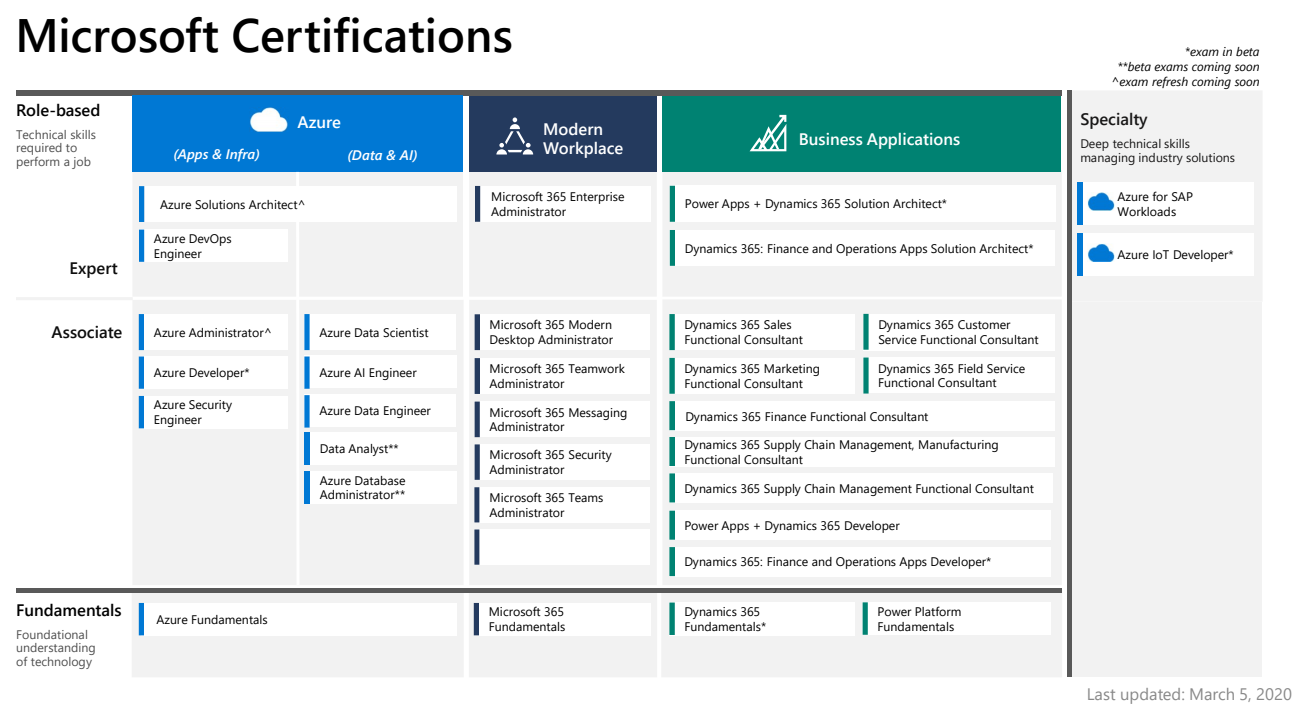 Microsoft Certifications
*exam in beta
**beta exams coming soon
^exam refresh coming soon
Role-based
Technical skills
required to
perform a job
Azure
(Apps & Infra)
(Data & AI)
Modern
Workplace
Business Applications
Specialty
Deep technical skills
managing industry solutions
Expert
Azure Solutions Architect^
Azure DevOps
Engineer
Microsoft 365 Enterprise
Administrator
Power Apps + Dynamics 365 Solution Architect*
Dynamics 365: Finance and Operations Apps Solution Architect*
Azure for SAP
Workloads
Azure IoT Developer*
Associate
Azure Administrator^
Azure Developer*
Azure Security
Engineer
Azure Data Scientist
Azure AI Engineer
Azure Data Engineer
Data Analyst**
Azure Database
Administrator**
Microsoft 365 Modern
Desktop Administrator
Microsoft 365 Teamwork
Administrator
Microsoft 365 Messaging
Administrator
Microsoft 365 Security
Administrator
Microsoft 365 Teams
Administrator
Dynamics 365 Sales
Functional Consultant
Dynamics 365 Customer
Service Functional Consultant
Dynamics 365 Marketing
Functional Consultant
Dynamics 365 Field Service
Functional Consultant
Dynamics 365 Finance Functional Consultant
Dynamics 365 Supply Chain Management, Manufacturing
Functional Consultant
Dynamics 365 Supply Chain Management Functional Consultant
Power Apps + Dynamics 365 Developer
Dynamics 365: Finance and Operations Apps Developer*
Fundamentals
Foundational
understanding
of technology
Azure Fundamentals
Microsoft 365
Fundamentals
Dynamics 365
Fundamentals*
Power Platform
Fundamentals
Last updated: March 5, 2020